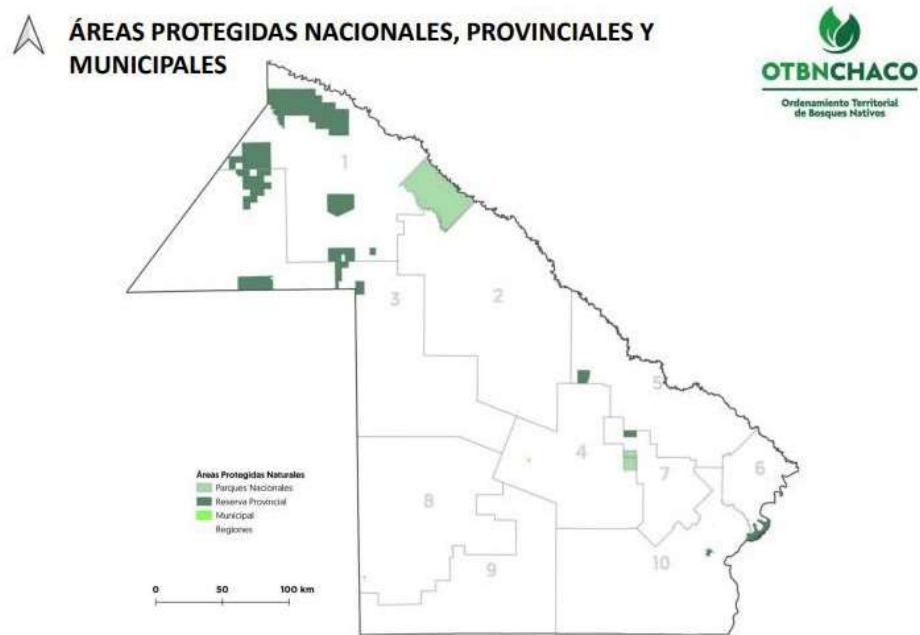 ÁREAS PROTEGIDAS NACIONALES, PROVINCIALES Y
MUNICIPALES
OTBNCHACO
Ordenamiento Territorial
de Bosques Nativos
1
2
3
5
4
7
6
8
9
10
Áreas Protegidas Naturales
Parques Nacionales
Reserva Provincial
Municipal
Regiones
0 50 100 km